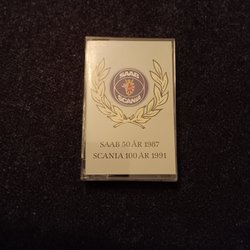 SAAB
SCANIA
SAAB 50 ÅR 1987
SCANIA 100 ÅR 1991